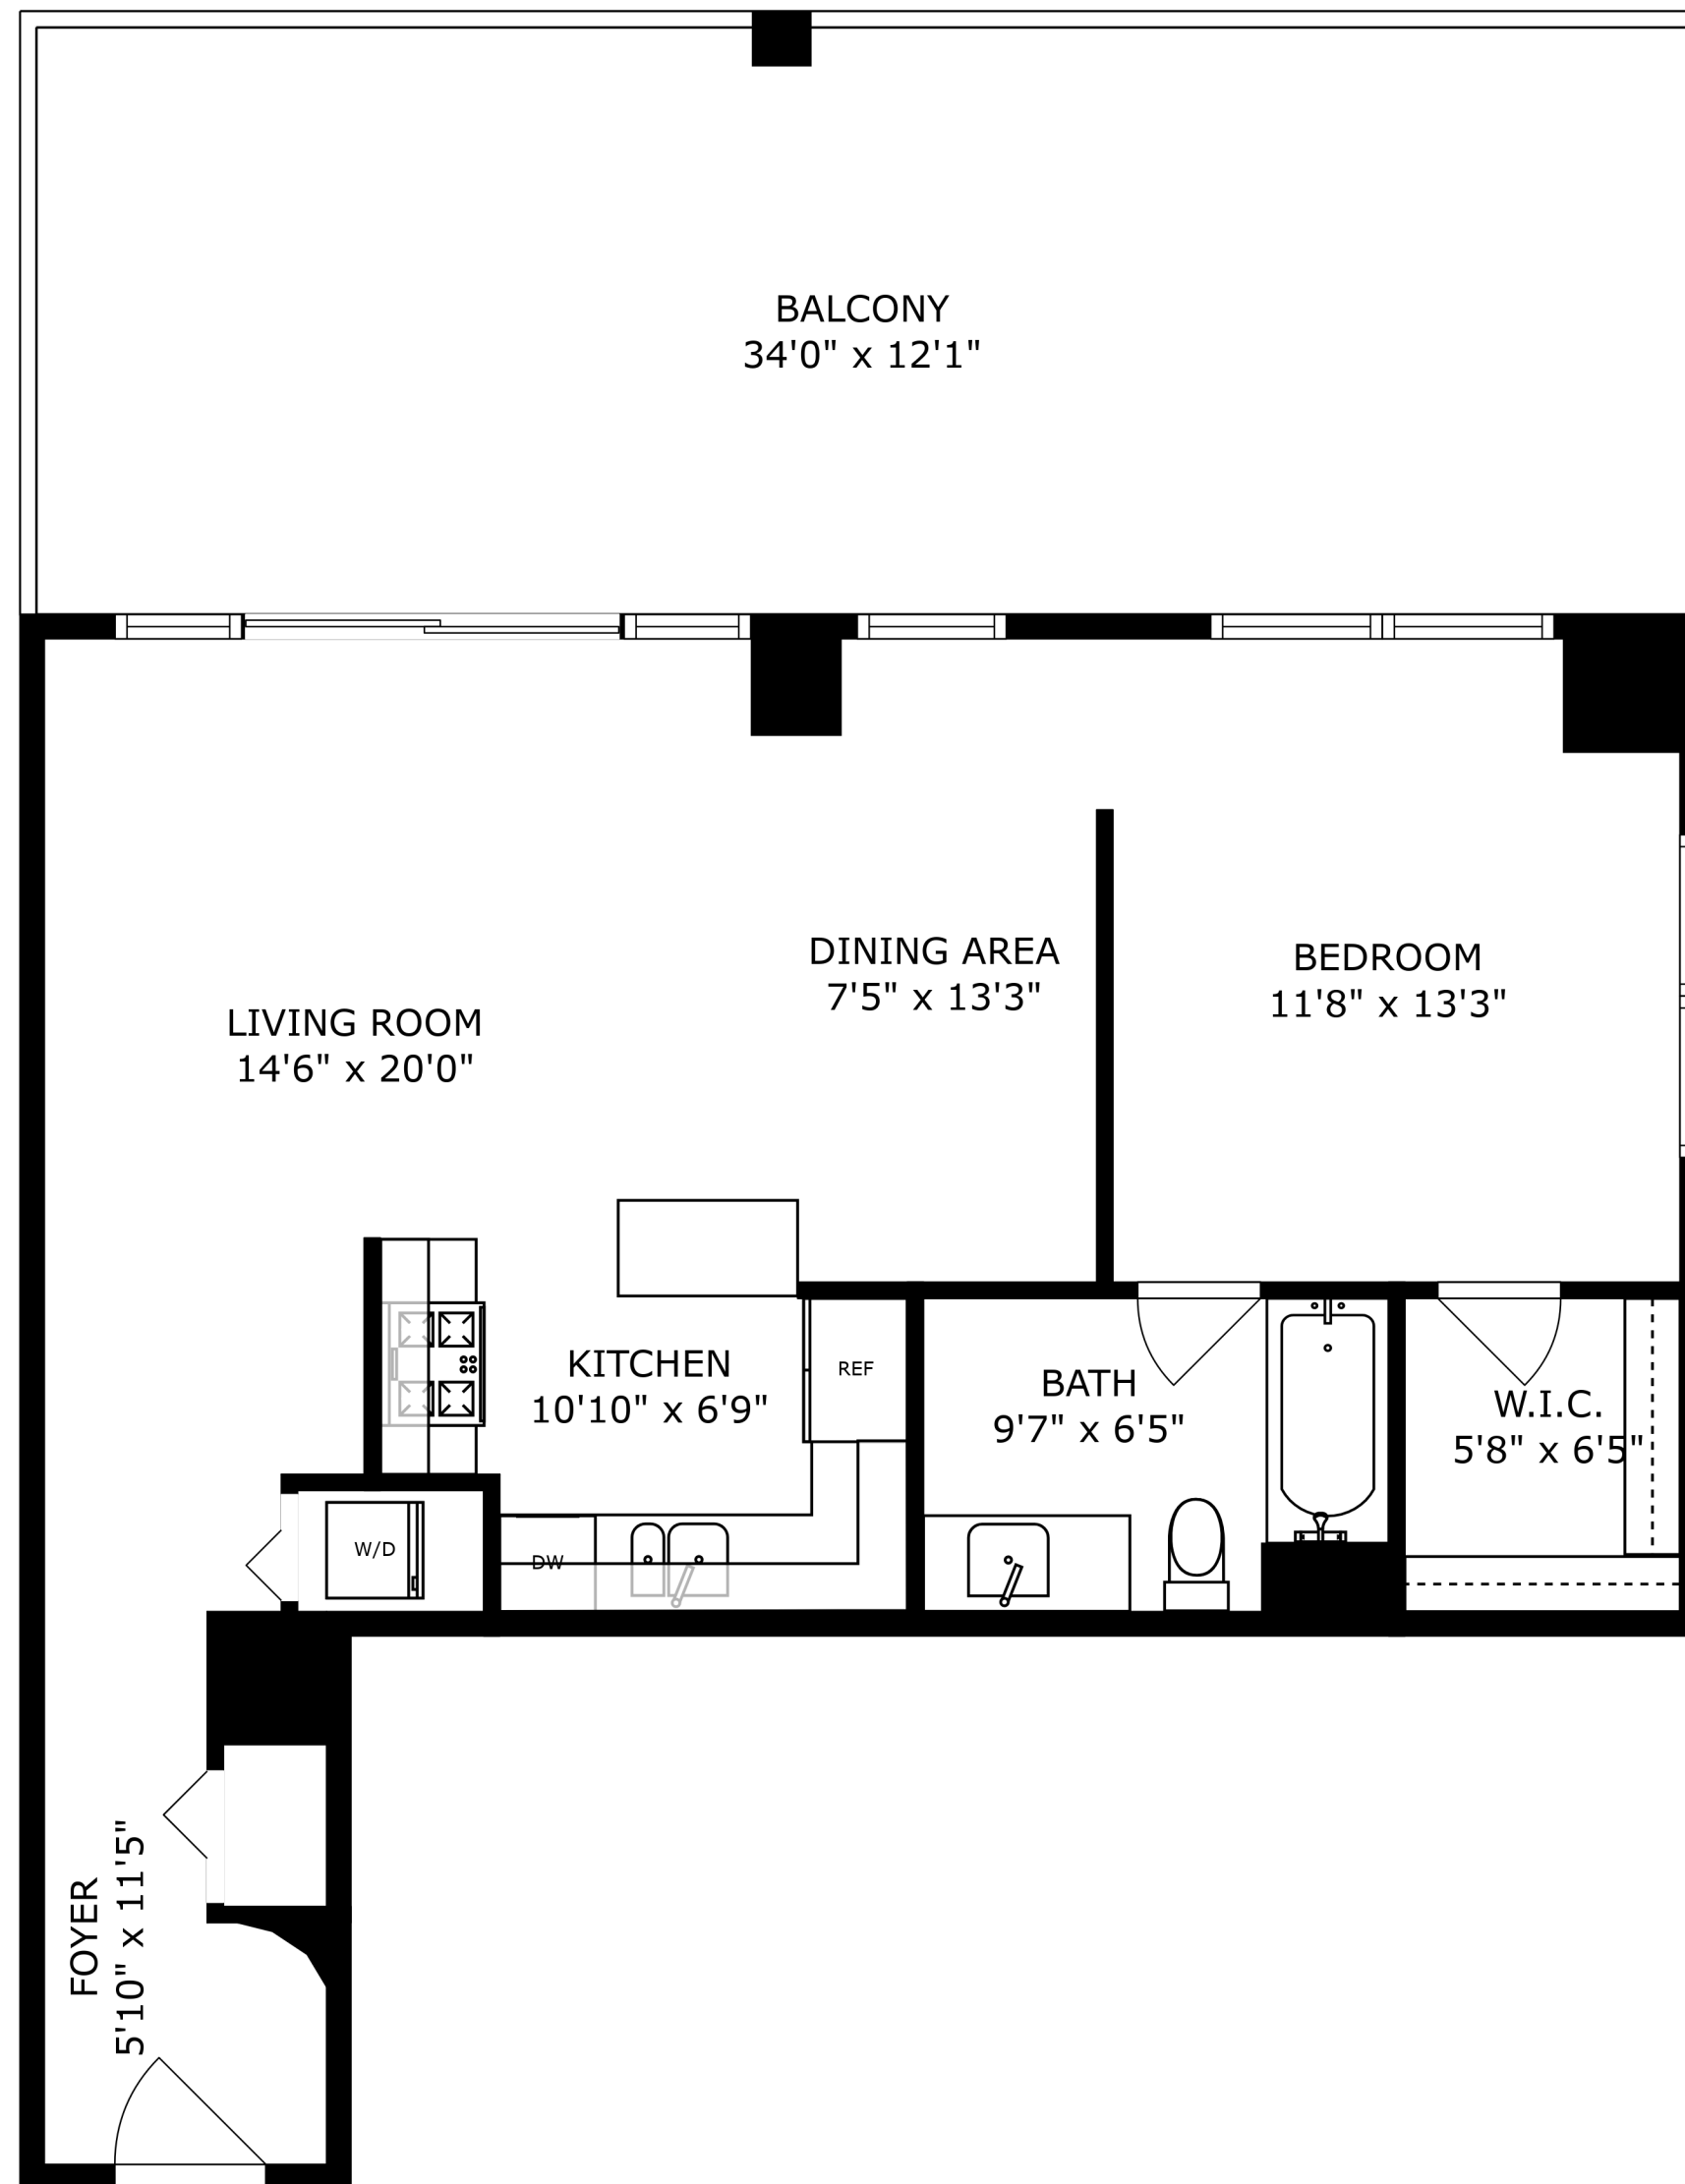 BALCONY
34'0" x 12'1"
DINING AREA
7'5" x 13'3"
BEDROOM
11'8" x 13'3"
LIVING ROOM
14'6" x 20'0"
KITCHEN
10'10" x 6'9"
REF
BATH
9'7" x 6'5"
W.I.C.
5'8" x 6'5"
W/D
DW
FOYER
5'10" x 11'5"